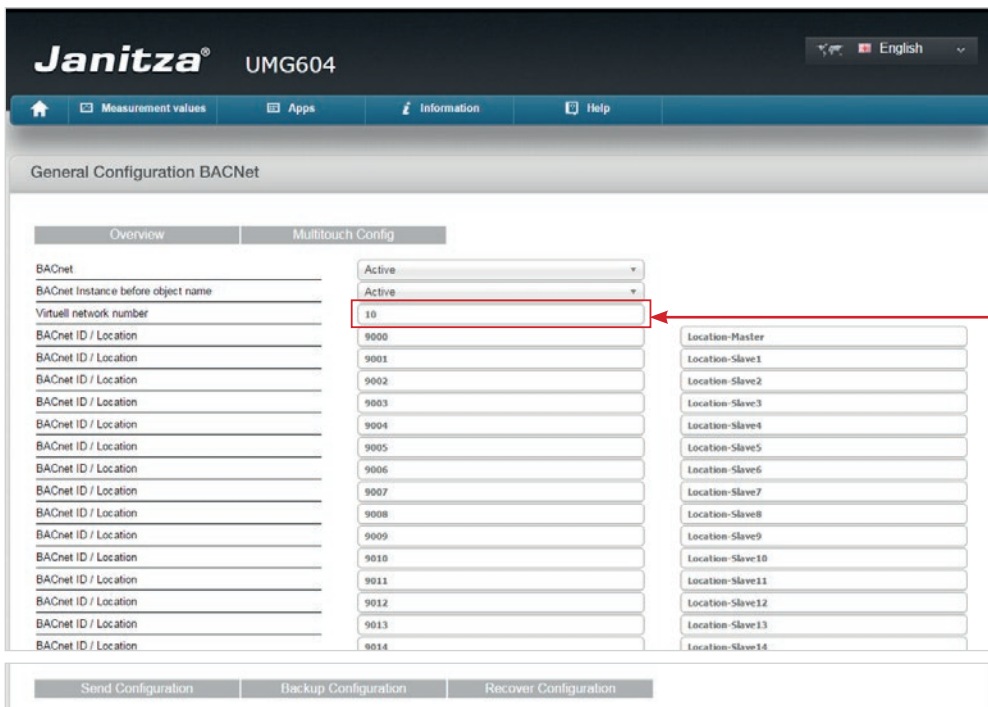 Janitza® UMG604
English
Measurement values Apps Information Help
General Configuration BACNet
Overview Multitouch Config
BACnet Active
BACnet Instance before object name Active
Virtuell network number 10
BACnet ID / Location 9000 Location-Master
BACnet ID / Location 9001 Location-Slave1
BACnet ID / Location 9002 Location-Slave2
BACnet ID / Location 9003 Location-Slave3
BACnet ID / Location 9004 Location-Slave4
BACnet ID / Location 9005 Location-Slave5
BACnet ID / Location 9006 Location-Slave6
BACnet ID / Location 9007 Location-Slave7
BACnet ID / Location 9008 Location-Slave8
BACnet ID / Location 9009 Location-Slave9
BACnet ID / Location 9010 Location-Slave10
BACnet ID / Location 9011 Location-Slave11
BACnet ID / Location 9012 Location-Slave12
BACnet ID / Location 9013 Location-Slave13
BACnet ID / Location 9014 Location-Slave14
Send Configuration Backup Configuration Recover Configuration